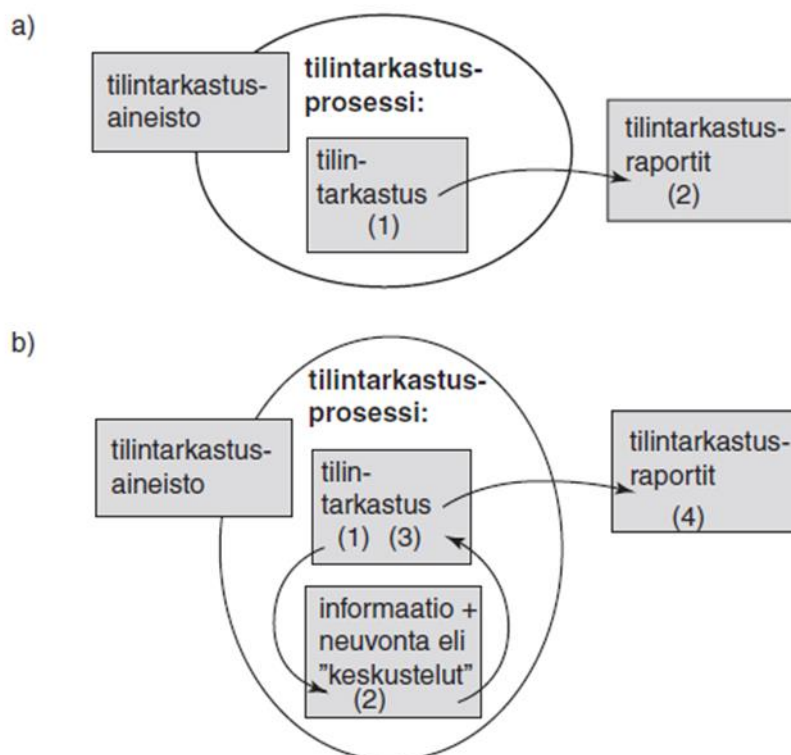 a)
tilintarkastus-
aineisto
tilintarkastus-
prosessi:
tilin-
tarkastus
(1)
tilintarkastus-
raportit
(2)
b)
tilintarkastus-
aineisto
tilintarkastus-
prosessi:
tilin-
tarkastus
(1) (3)
informaatio +
neuvonta eli
”keskustelut”
(2)
tilintarkastus-
raportit
(4)